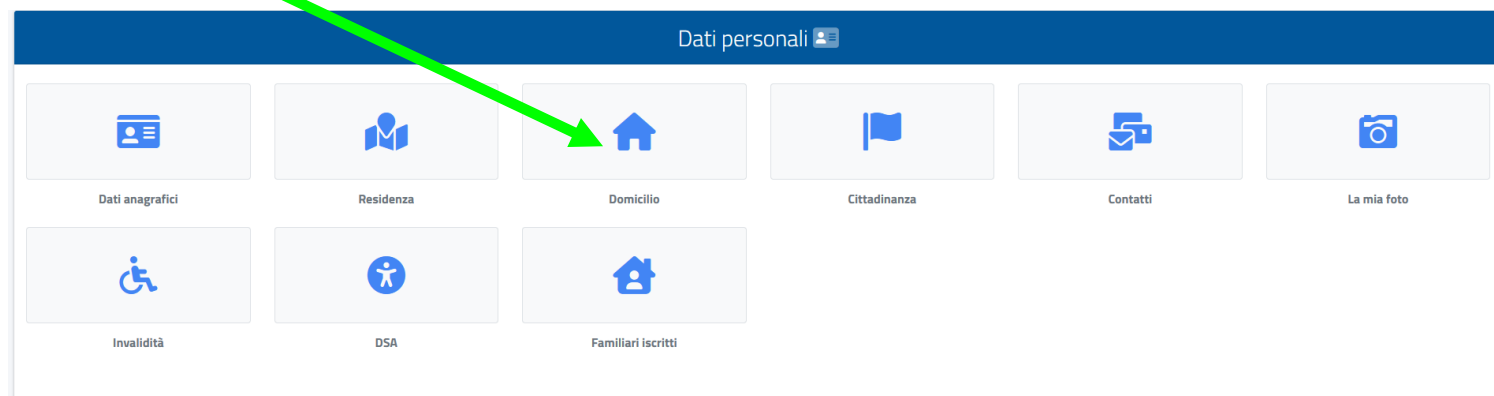 Dati personali
Dati anagrafici
Residenza
Domicilio
Cittadinanza
Contatti
La mia foto
Invalidità
DSA
Familiari iscritti